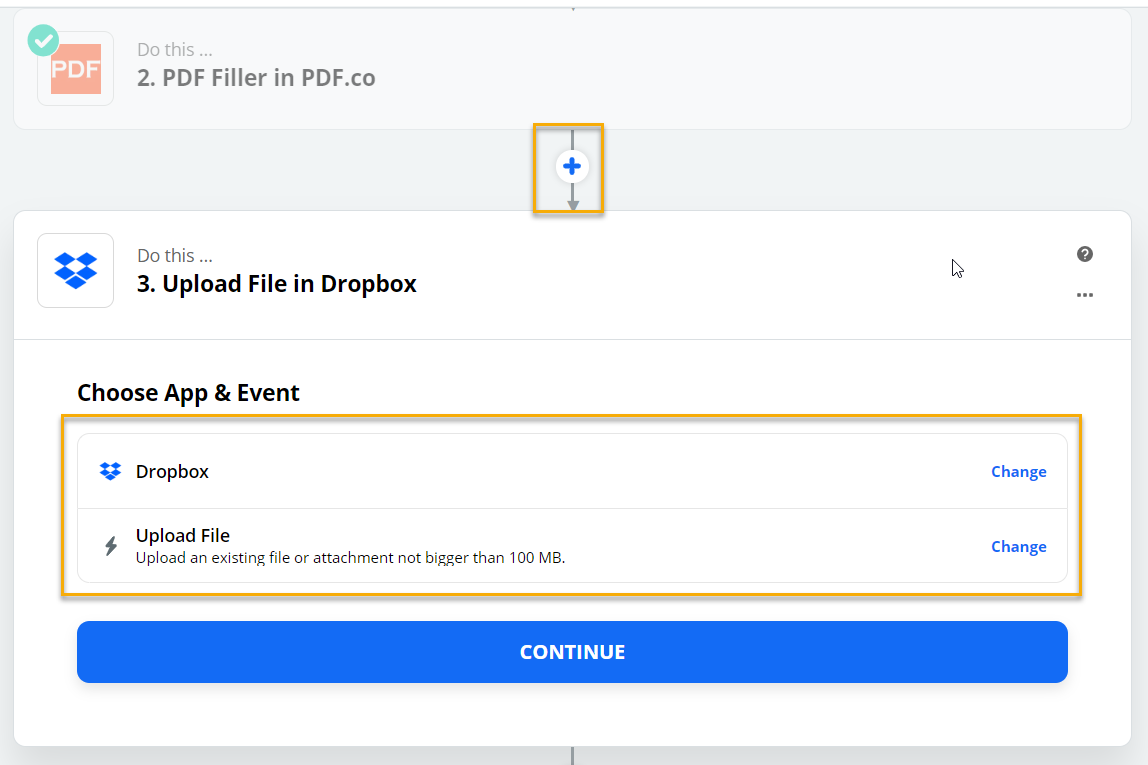 Do this ...
PDF
2. PDF Filler in PDF.co
Do this ...
3. Upload File in Dropbox
Choose App & Event
Dropbox
Change
Upload File
Upload an existing file or attachment not bigger than 100 MB.
Change
CONTINUE